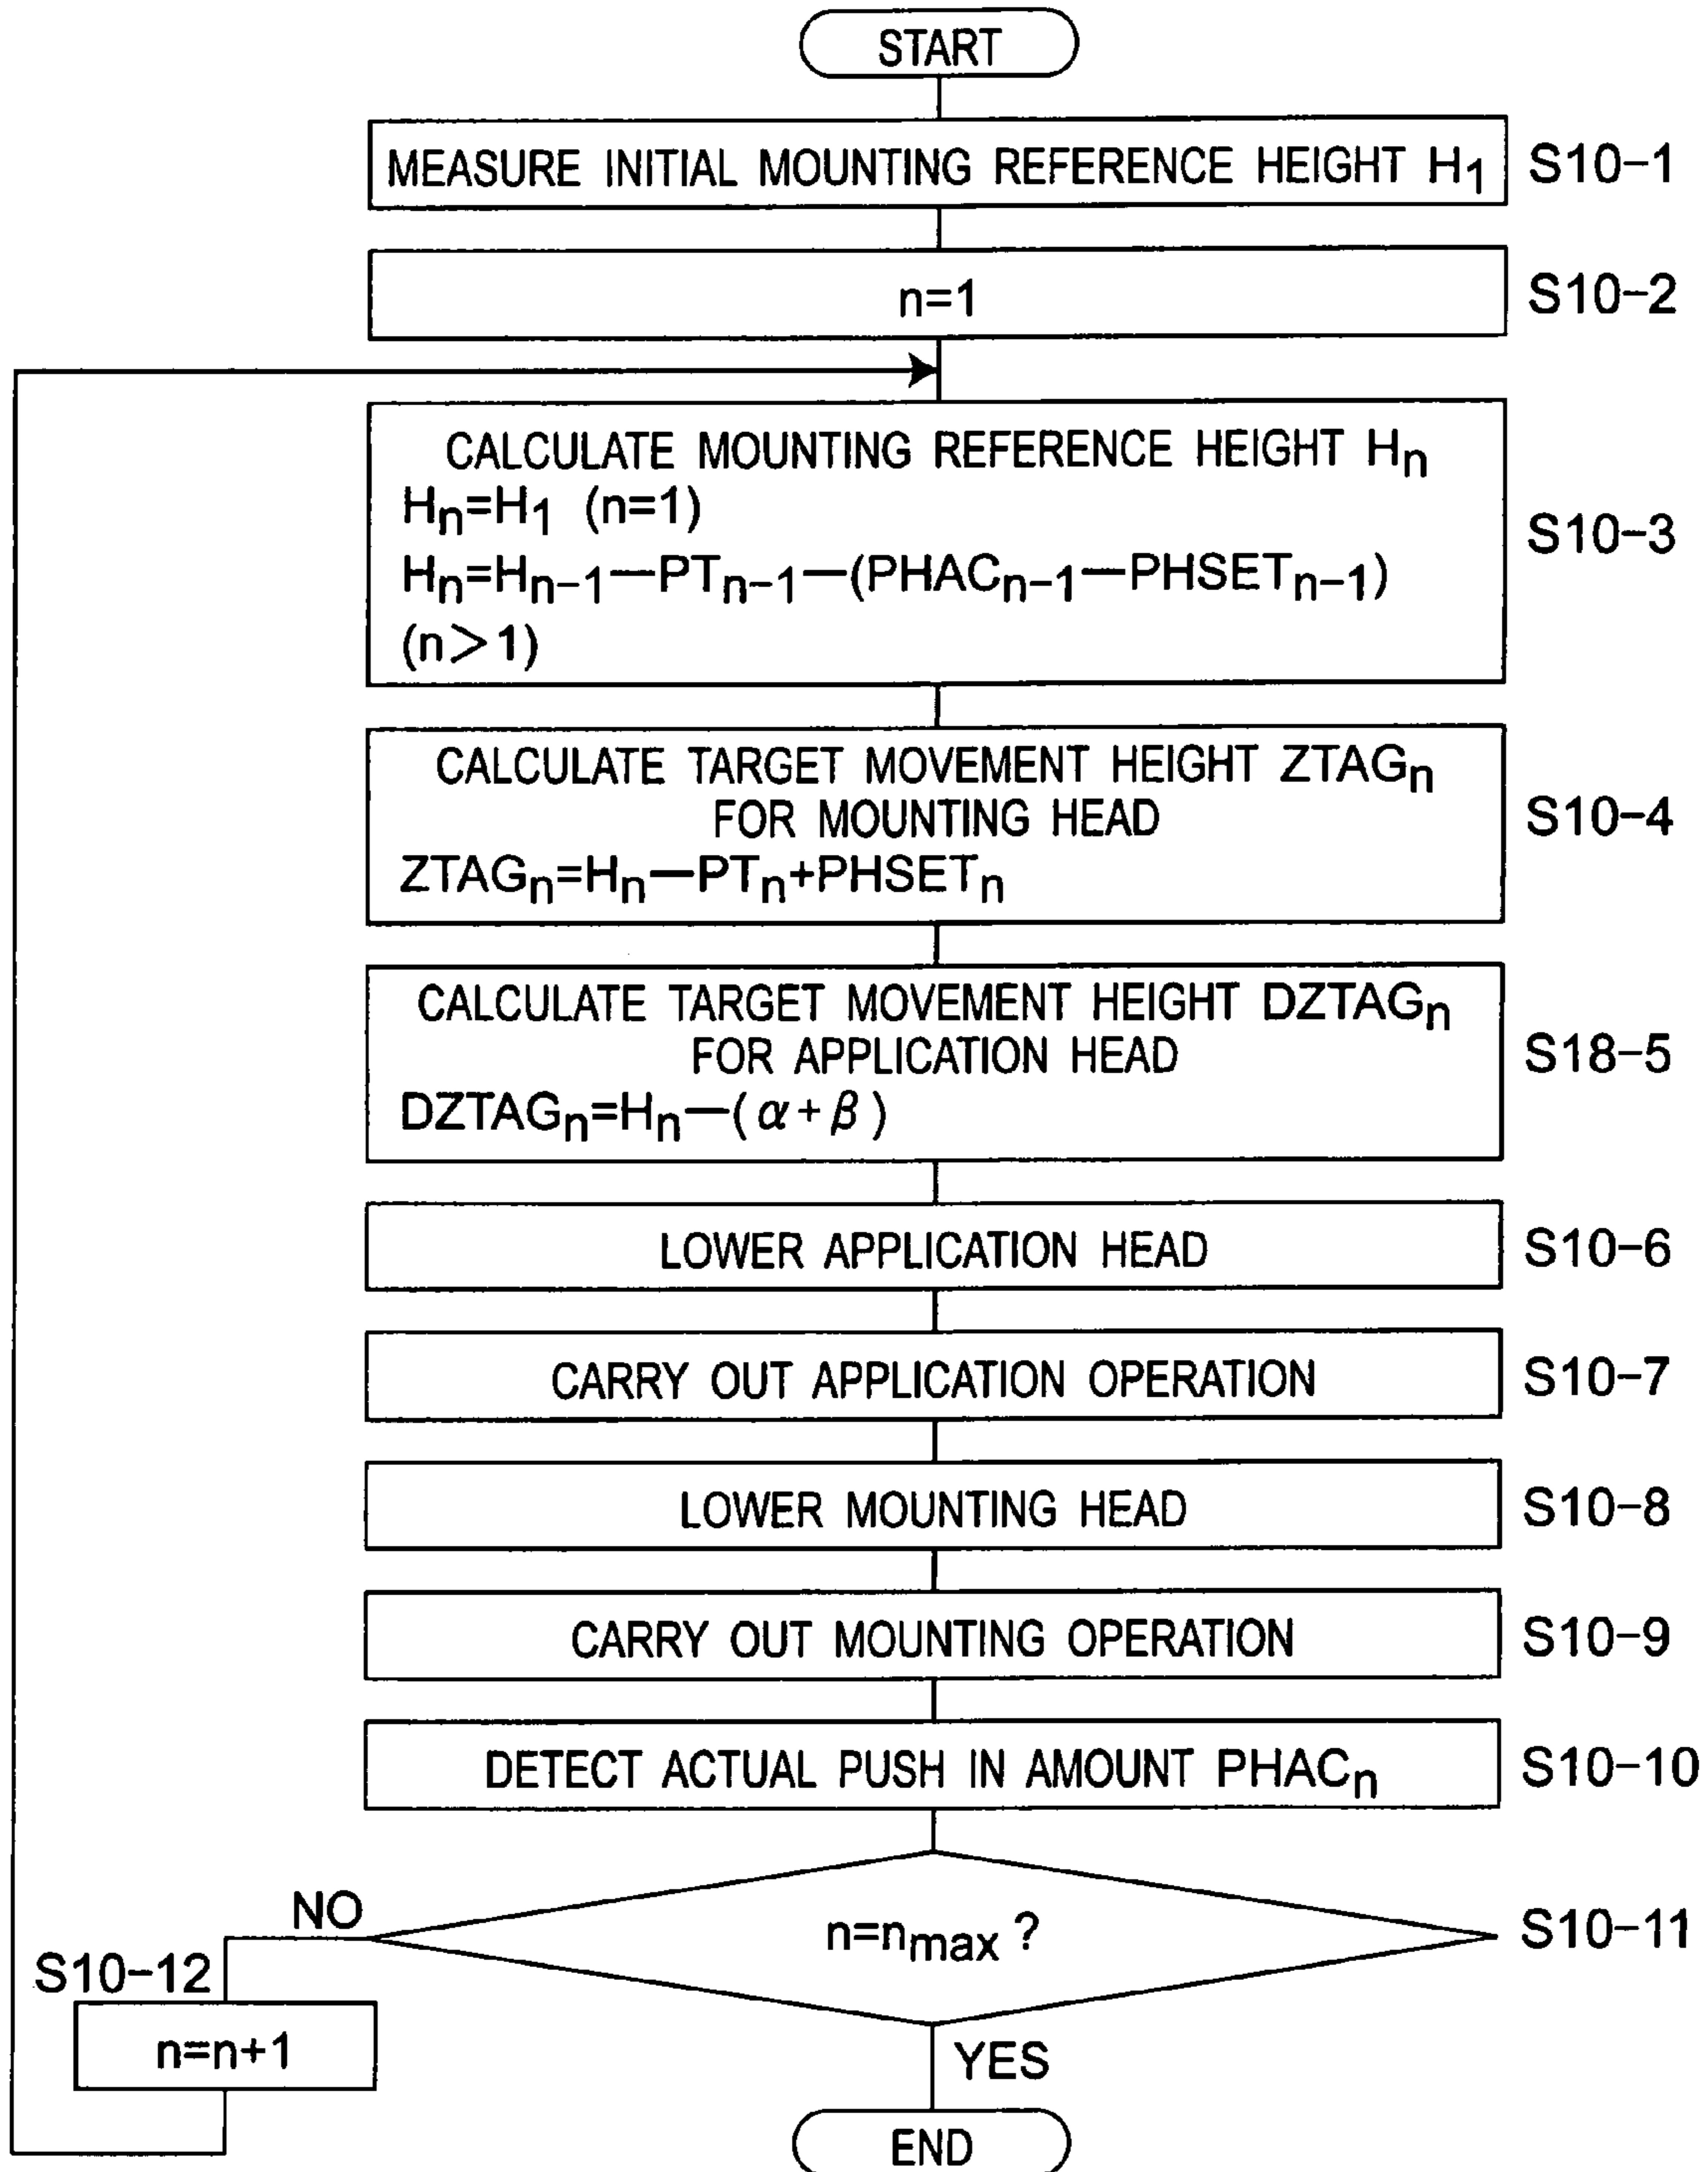 START
MEASURE INITIAL MOUNTING REFERENCE HEIGHT H1
S10-1
n=1
S10-2
CALCULATE MOUNTING REFERENCE HEIGHT Hn
Hn=H1 (n=1)
Hn=Hn-1—PTn-1—(PHACn-1—PHSETn-1)
(n>1)
S10-3
CALCULATE TARGET MOVEMENT HEIGHT ZTAGn
FOR MOUNTING HEAD
ZTAGn=Hn—PTn+PHSETn
S10-4
CALCULATE TARGET MOVEMENT HEIGHT DZTAGn
FOR APPLICATION HEAD
DZTAGn=Hn—(α+β)
S18-5
LOWER APPLICATION HEAD
S10-6
CARRY OUT APPLICATION OPERATION
S10-7
LOWER MOUNTING HEAD
S10-8
CARRY OUT MOUNTING OPERATION
S10-9
DETECT ACTUAL PUSH IN AMOUNT PHACn
S10-10
n=nmax ?
S10-11
NO
S10-12
n=n+1
YES
END